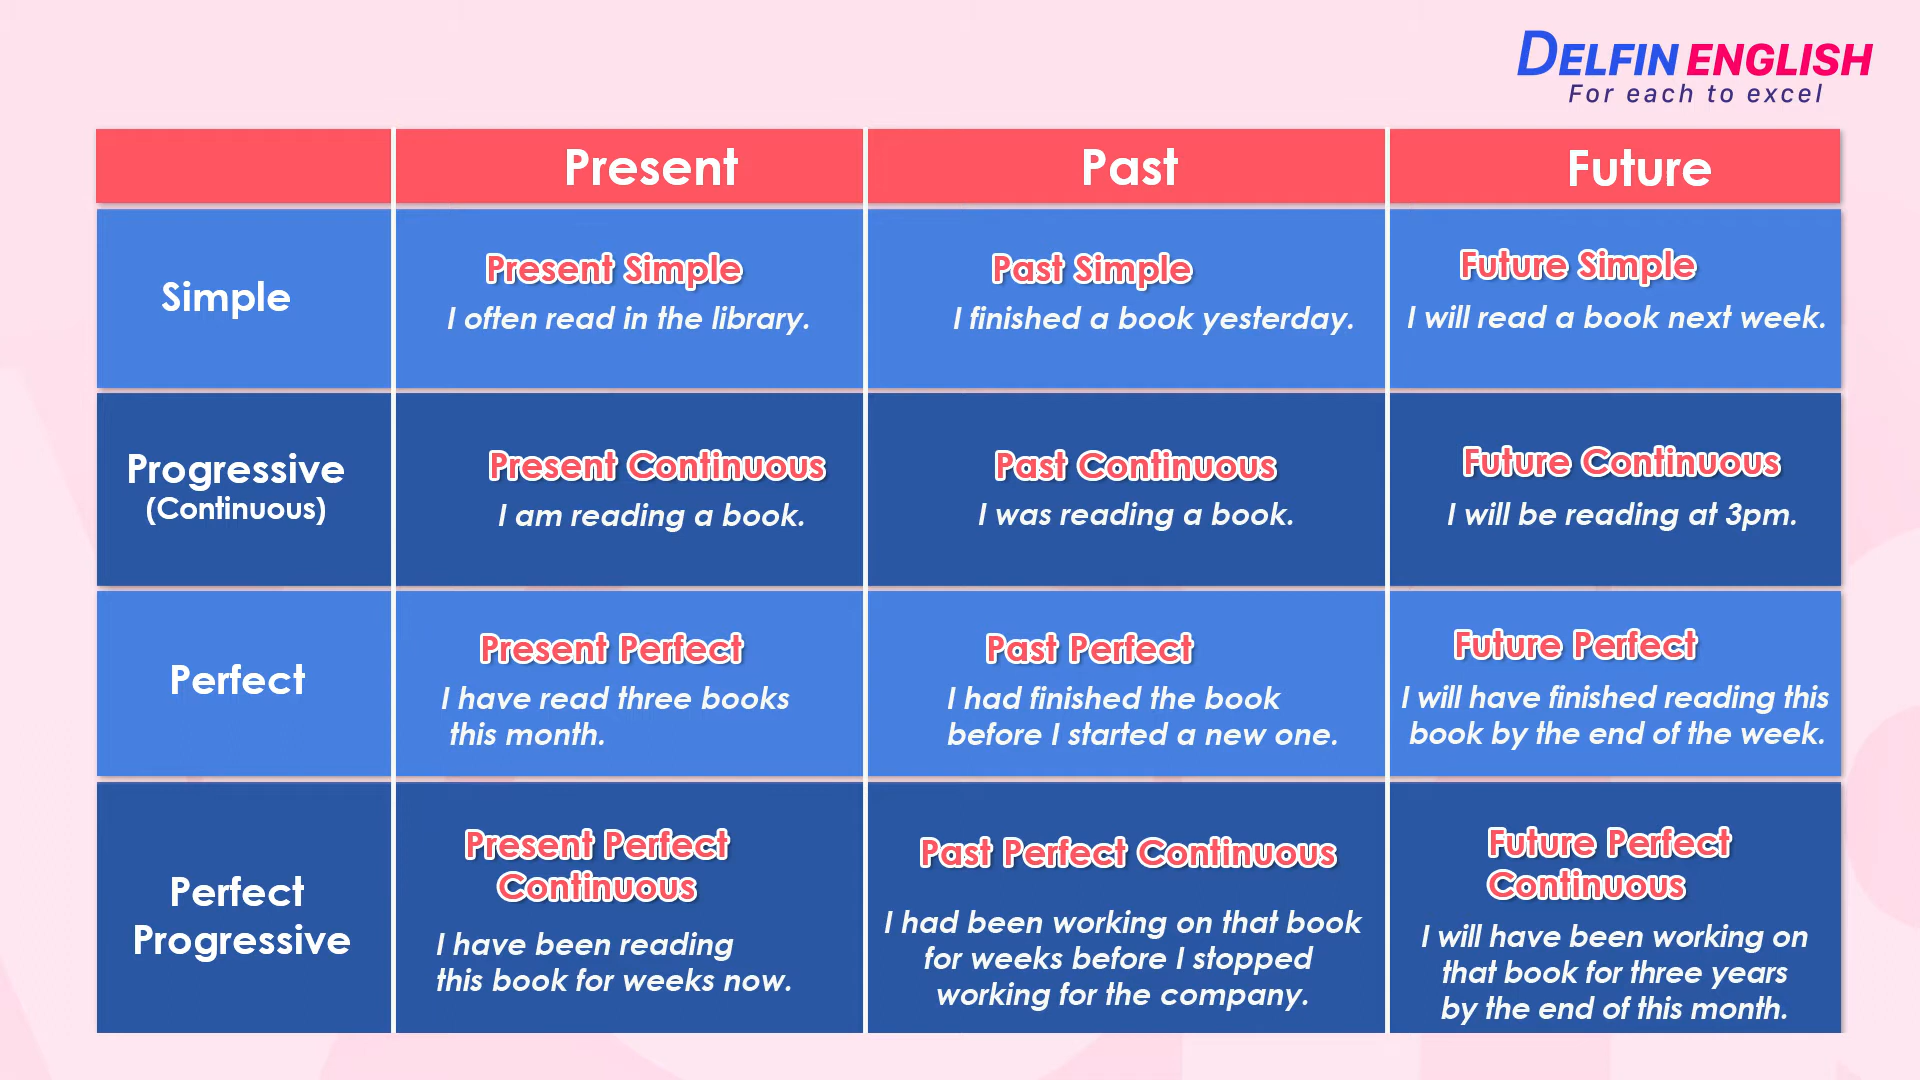 DELFIN ENGLISH
For each to excel
Present
Past
Future
Simple
Present Simple
I often read in the library.
Past Simple
I finished a book yesterday.
Future Simple
I will read a book next week.
Progressive
(Continuous)
Present Continuous
I am reading a book.
Past Continuous
I was reading a book.
Future Continuous
I will be reading at 3pm.
Perfect
Present Perfect
I have read three books
this month.
Past Perfect
I had finished the book
before I started a new one.
Future Perfect
I will have finished reading this
book by the end of the week.
Perfect
Progressive
Present Perfect
Continuous
I have been reading
this book for weeks now.
Past Perfect Continuous
I had been working on that book
for weeks before I stopped
working for the company.
Future Perfect
Continuous
I will have been working on
that book for three years
by the end of this month.